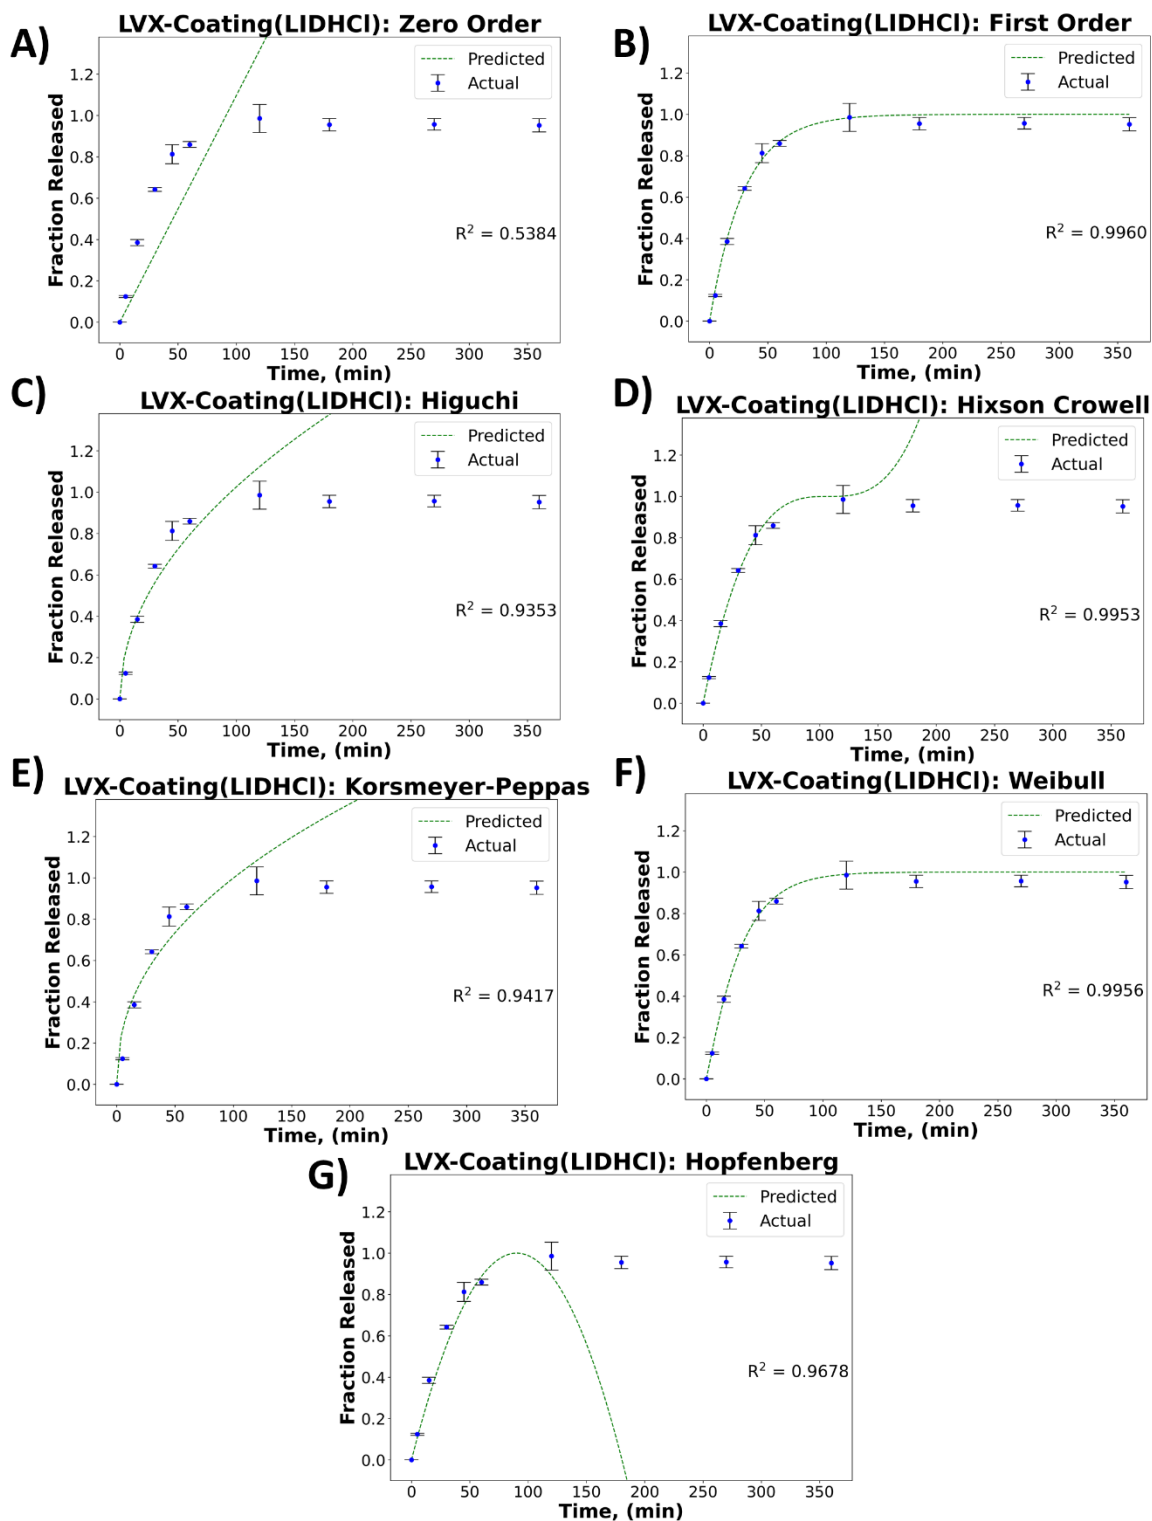 A)
LVX-Coating(LIDHCl): Zero Order
Fraction Released
1.2
1.0
0.8
0.6
0.4
0.2
0.0
Predicted
Actual
R² = 0.5384
0 50 100 150 200 250 300 350
Time, (min)
B)
LVX-Coating(LIDHCl): First Order
Fraction Released
1.2
1.0
0.8
0.6
0.4
0.2
0.0
Predicted
Actual
R² = 0.9960
0 50 100 150 200 250 300 350
Time, (min)
C)
LVX-Coating(LIDHCl): Higuchi
Fraction Released
1.2
1.0
0.8
0.6
0.4
0.2
0.0
Predicted
Actual
R² = 0.9353
0 50 100 150 200 250 300 350
Time, (min)
D)
LVX-Coating(LIDHCl): Hixson Crowell
Fraction Released
1.2
1.0
0.8
0.6
0.4
0.2
0.0
Predicted
Actual
R² = 0.9953
0 50 100 150 200 250 300 350
Time, (min)
E)
LVX-Coating(LIDHCl): Korsmeyer-Peppas
Fraction Released
1.2
1.0
0.8
0.6
0.4
0.2
0.0
Predicted
Actual
R² = 0.9417
0 50 100 150 200 250 300 350
Time, (min)
F)
LVX-Coating(LIDHCl): Weibull
Fraction Released
1.2
1.0
0.8
0.6
0.4
0.2
0.0
Predicted
Actual
R² = 0.9956
0 50 100 150 200 250 300 350
Time, (min)
G)
LVX-Coating(LIDHCl): Hopfenberg
Fraction Released
1.2
1.0
0.8
0.6
0.4
0.2
0.0
Predicted
Actual
R² = 0.9678
0 50 100 150 200 250 300 350
Time, (min)